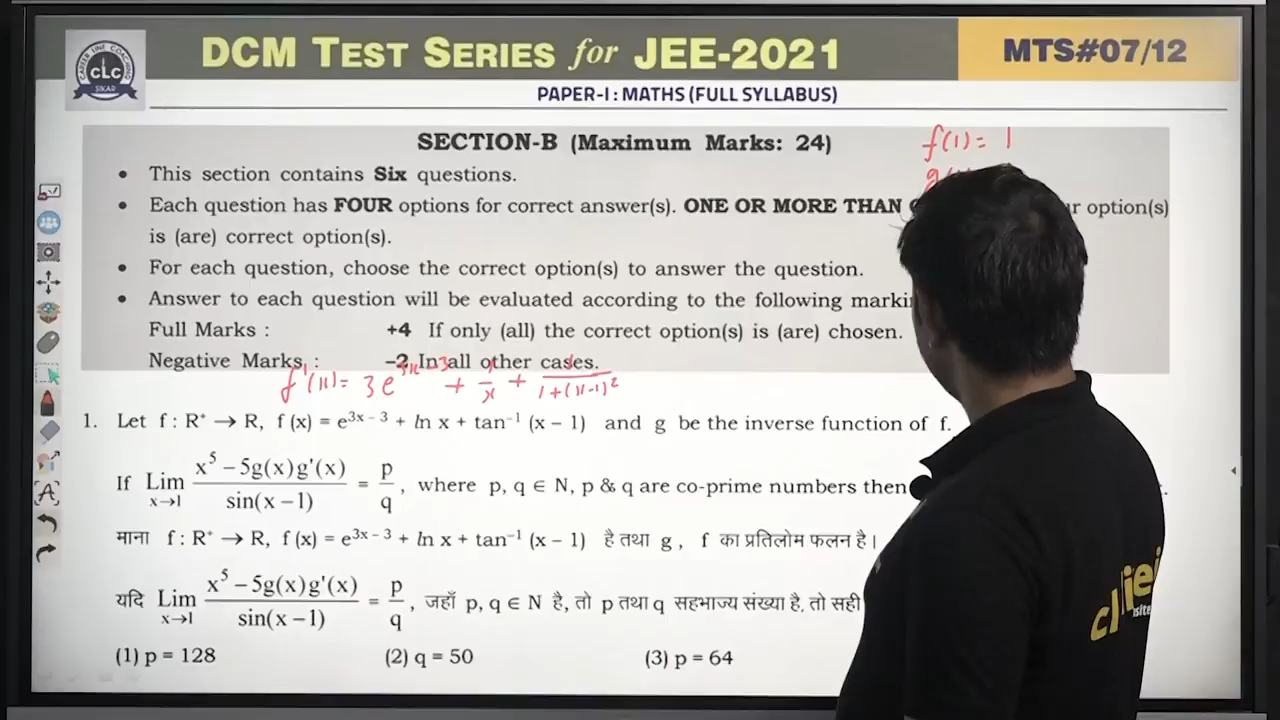 DCM TEST SERIES for JEE-2021
MTS#07/12
CAREER LINE COACHING
CLC
SIKAR
PAPER-I : MATHS (FULL SYLLABUS)
SECTION-B (Maximum Marks: 24)
f(1) = 1
• This section contains Six questions.
• Each question has FOUR options for correct answer(s). ONE OR MORE THAN option(s)
is (are) correct option(s).
• For each question, choose the correct option(s) to answer the question.
• Answer to each question will be evaluated according to the following
Full Marks : +4 If only (all) the correct option(s) is (are) chosen.
Negative Marks : –2 In all other cases.
f'(x) = 3e^{3x-3} + 1/x + 1/(1+(x-1)²)
1. Let f : R⁺ → R, f (x) = e^{3x – 3} + ln x + tan⁻¹ (x – 1) and g be the inverse function of f.
If Lim_{x→1} (x⁵ – 5g(x)g'(x))/(sin(x – 1)) = p/q, where p, q ∈ N, p & q are co-prime numbers then
माना f : R⁺ → R, f (x) = e^{3x – 3} + ln x + tan⁻¹ (x – 1) है तथा g , f का प्रतिलोम फलन है।
यदि Lim_{x→1} (x⁵ – 5g(x)g'(x))/(sin(x – 1)) = p/q, जहाँ p, q ∈ N है, तो p तथा q सहभाज्य संख्या है, तो सही
(1) p = 128 (2) q = 50 (3) p = 64